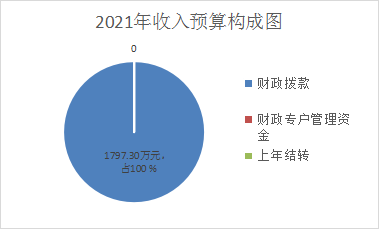 2021年收入预算构成图
0
1797.30万元，
占100 %
财政拨款
财政专户管理资
金
上年结转